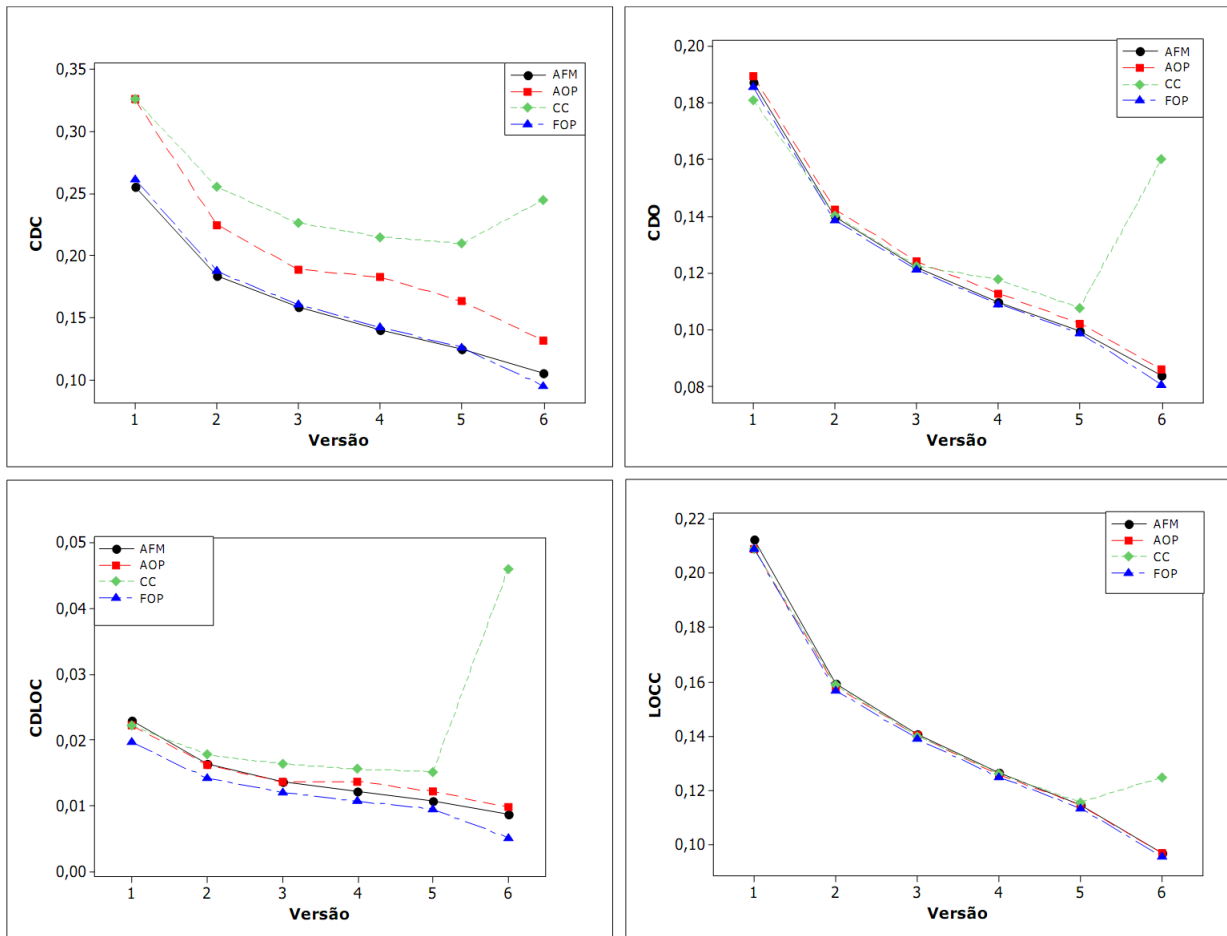 CDC
0,35
0,30
0,25
0,20
0,15
0,10
1 2 3 4 5 6
Versão
AFM
AOP
CC
FOP
CDO
0,20
0,18
0,16
0,14
0,12
0,10
0,08
1 2 3 4 5 6
Versão
AFM
AOP
CC
FOP
CDLOC
0,05
0,04
0,03
0,02
0,01
0,00
1 2 3 4 5 6
Versão
AFM
AOP
CC
FOP
LOCC
0,22
0,20
0,18
0,16
0,14
0,12
0,10
1 2 3 4 5 6
Versão
AFM
AOP
CC
FOP